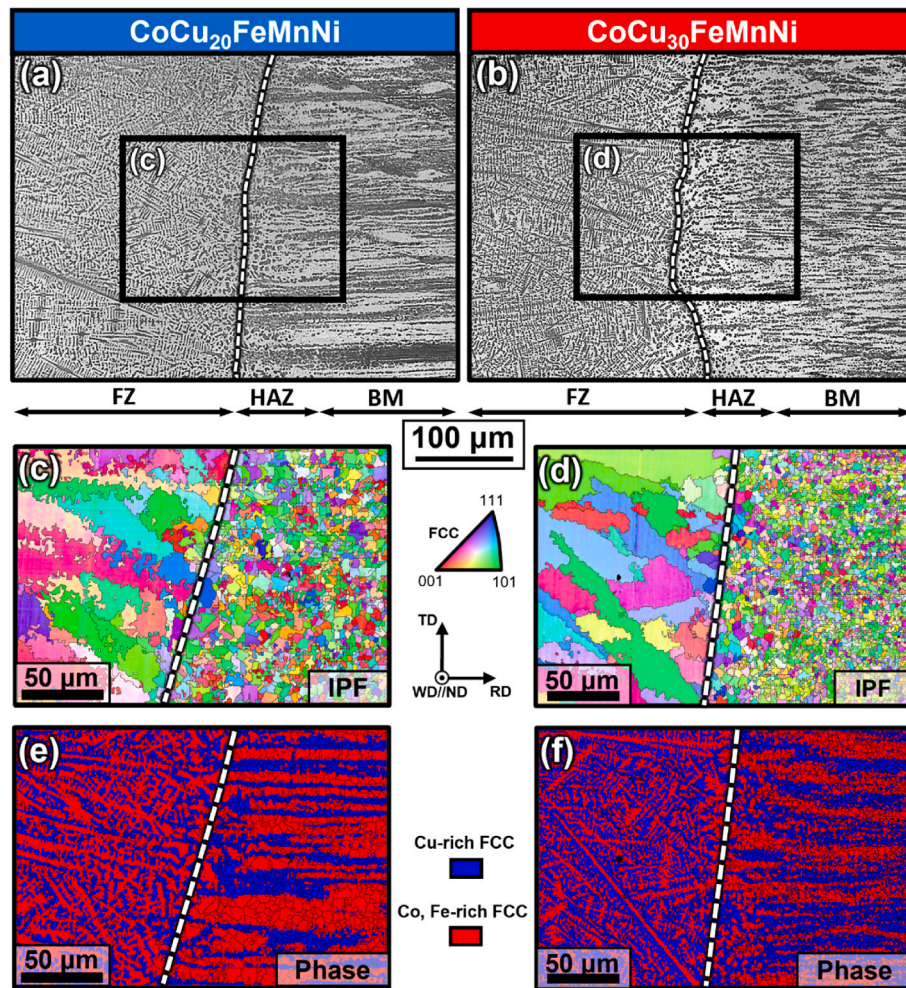 CoCu₂₀FeMnNi
CoCu₃₀FeMnNi
(a)
(b)
(c)
(d)
FZ HAZ BM
FZ HAZ BM
100 µm
(c)
(d)
111
FCC
001 101
TD
WD//ND RD
50 µm IPF
50 µm IPF
(e)
(f)
Cu-rich FCC
Co, Fe-rich FCC
50 µm Phase
50 µm Phase